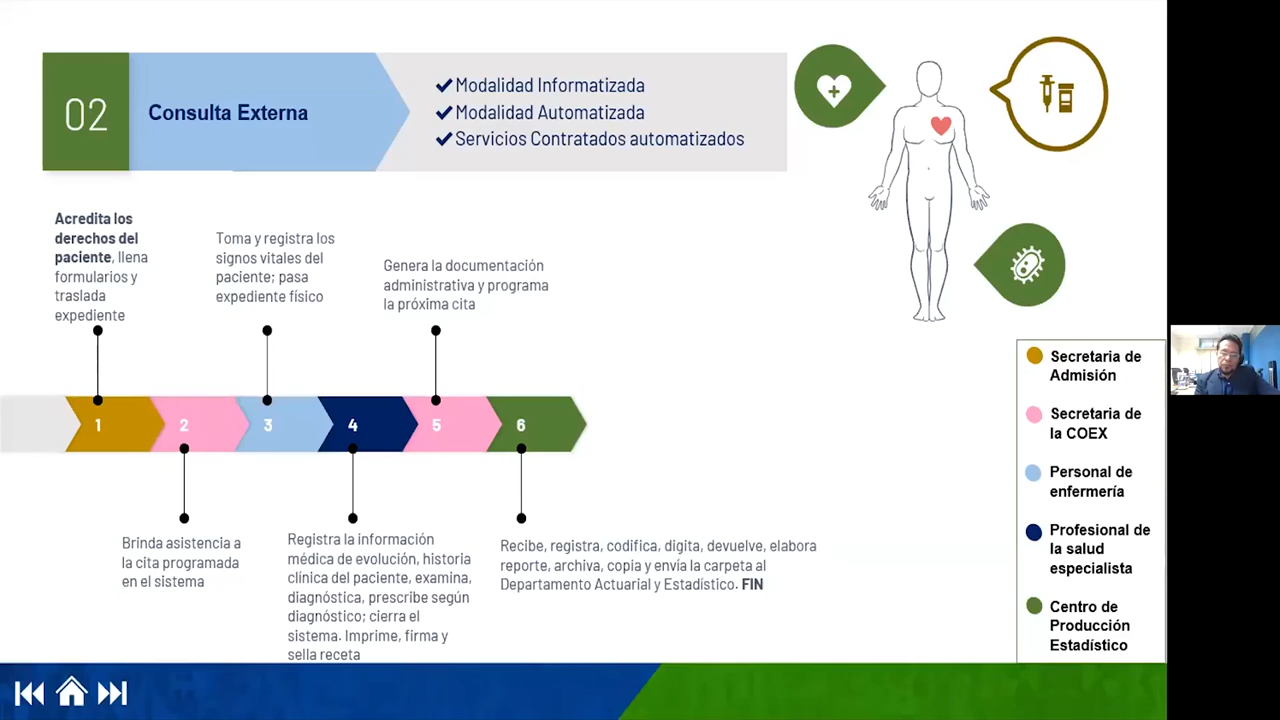 02
Consulta Externa
Modalidad Informatizada
Modalidad Automatizada
Servicios Contratados automatizados
Acredita los
derechos del
paciente, llena
formularios y
traslada
expediente
Toma y registra los
signos vitales del
paciente; pasa
expediente físico
Genera la documentación
administrativa y programa
la próxima cita
1
2
3
4
5
6
Brinda asistencia a
la cita programada
en el sistema
Registra la información
médica de evolución, historia
clínica del paciente, examina,
diagnóstica, prescribe según
diagnóstico; cierra el
sistema. Imprime, firma y
sella receta
Recibe, registra, codifica, digita, devuelve, elabora
reporte, archiva, copia y envía la carpeta al
Departamento Actuarial y Estadístico. FIN
Secretaria de
Admisión
Secretaria de
la COEX
Personal de
enfermería
Profesional de
la salud
especialista
Centro de
Producción
Estadístico